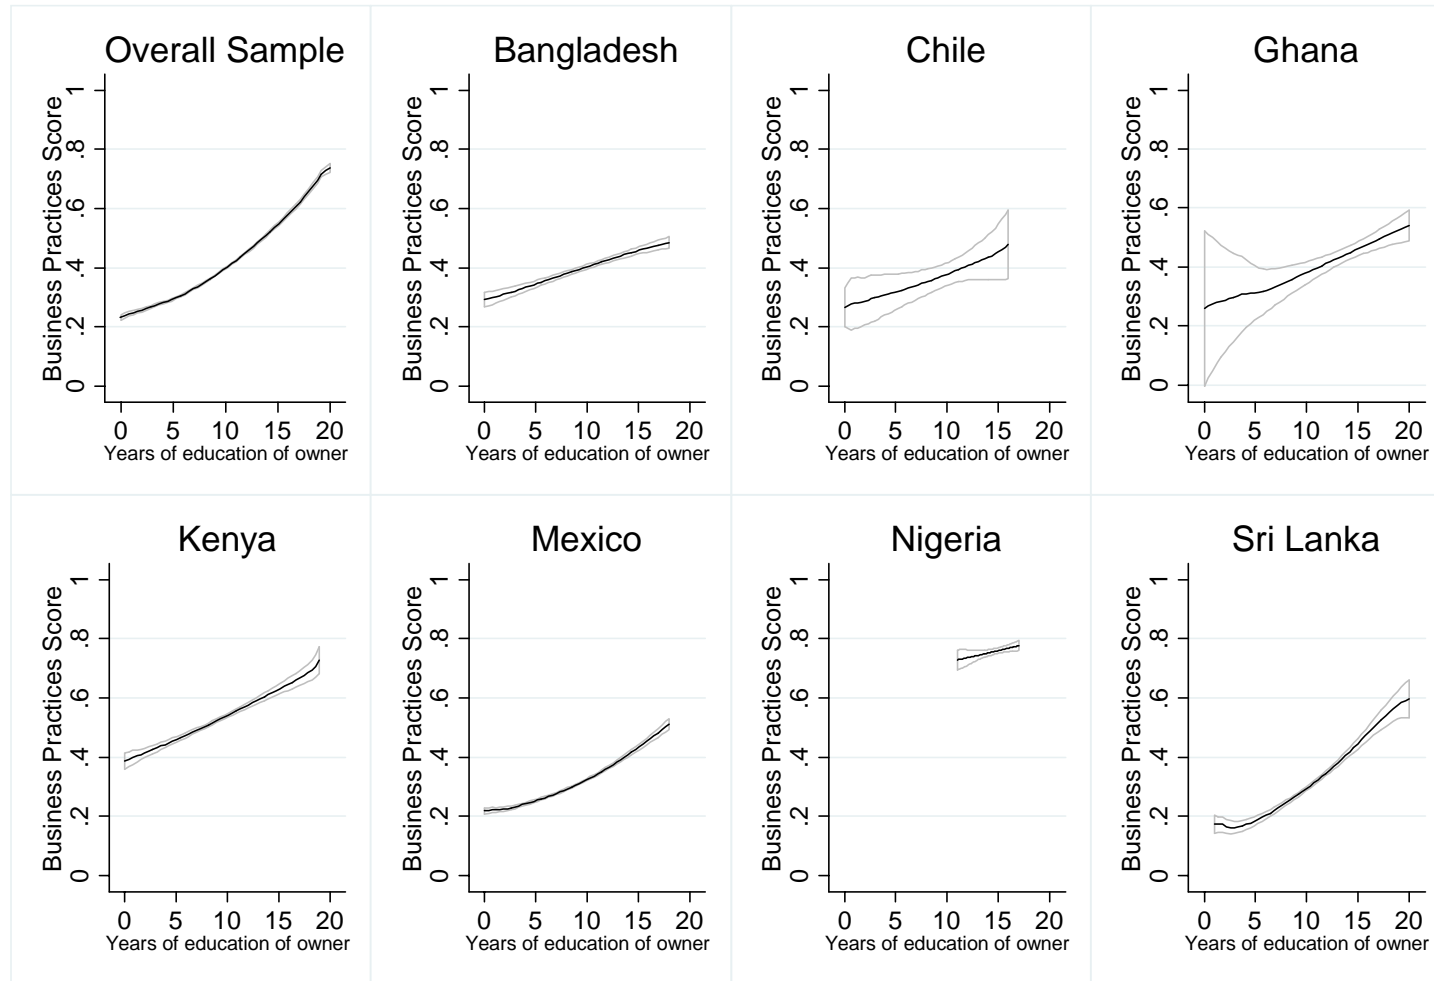 Overall Sample
Business Practices Score
0 .2 .4 .6 .8 1
0 5 10 15 20
Years of education of owner
Bangladesh
Business Practices Score
0 .2 .4 .6 .8 1
0 5 10 15 20
Years of education of owner
Chile
Business Practices Score
0 .2 .4 .6 .8 1
0 5 10 15 20
Years of education of owner
Ghana
Business Practices Score
0 .2 .4 .6 .8 1
0 5 10 15 20
Years of education of owner
Kenya
Business Practices Score
0 .2 .4 .6 .8 1
0 5 10 15 20
Years of education of owner
Mexico
Business Practices Score
0 .2 .4 .6 .8 1
0 5 10 15 20
Years of education of owner
Nigeria
Business Practices Score
0 .2 .4 .6 .8 1
0 5 10 15 20
Years of education of owner
Sri Lanka
Business Practices Score
0 .2 .4 .6 .8 1
0 5 10 15 20
Years of education of owner